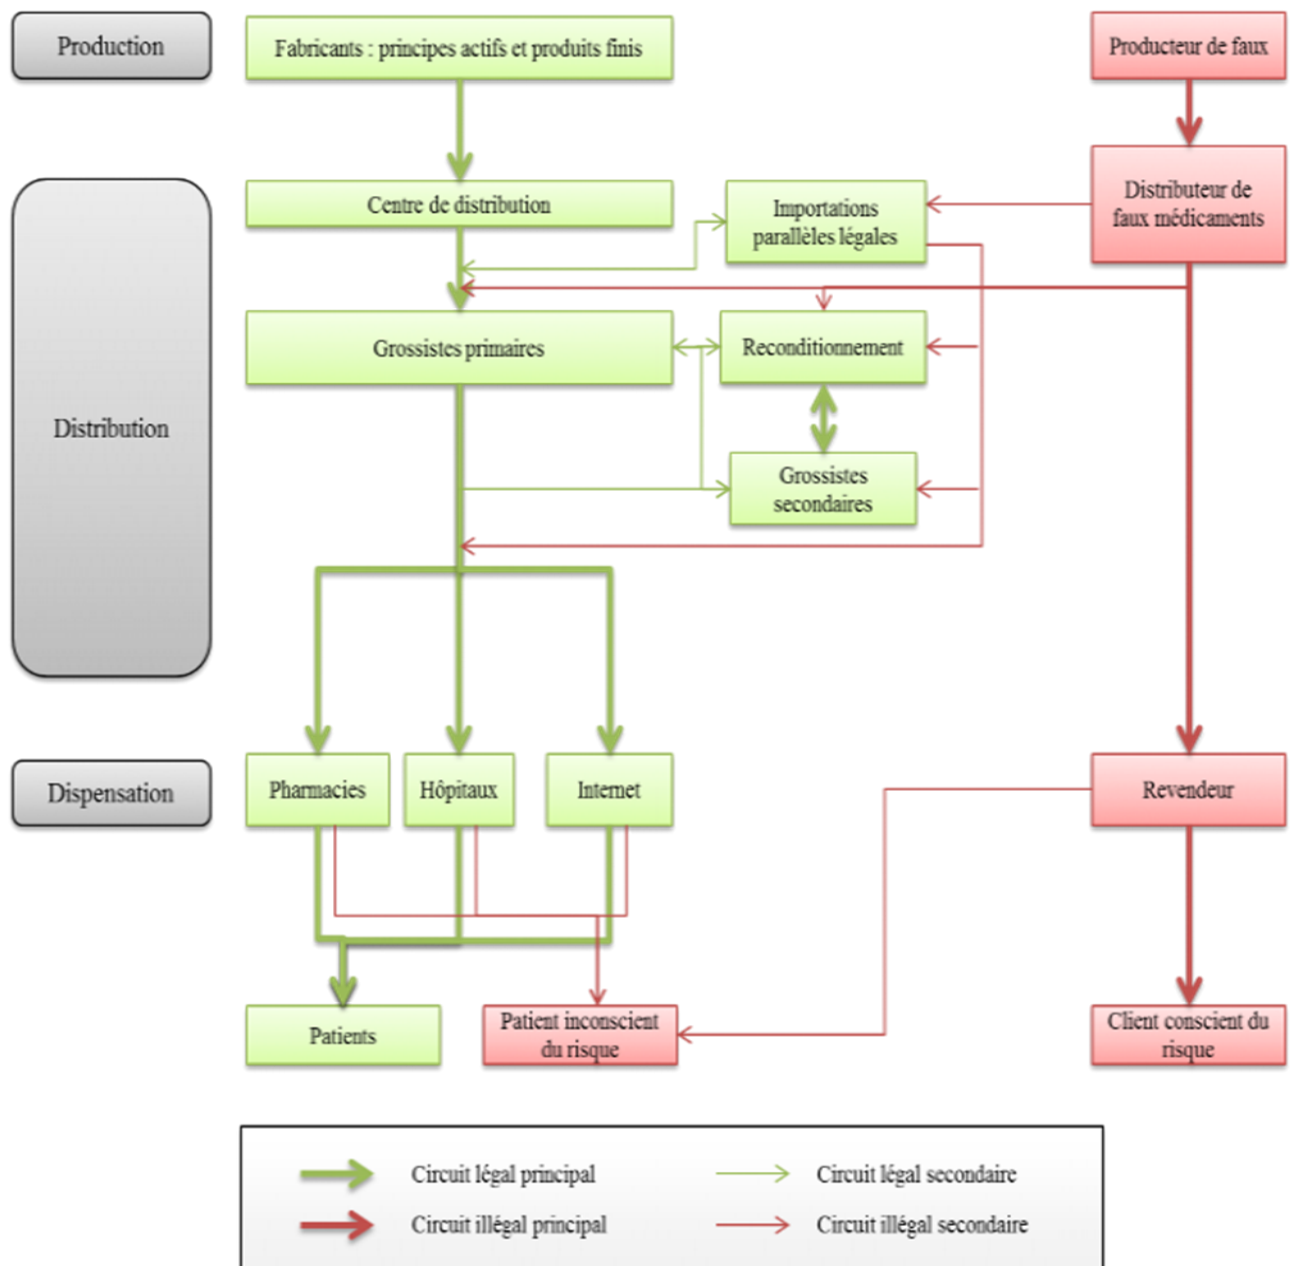 Production
Fabricants : principes actifs et produits finis
Producteur de faux
Centre de distribution
Importations
parallèles légales
Distributeur de
faux médicaments
Grossistes primaires
Reconditionnement
Distribution
Grossistes
secondaires
Dispensation
Pharmacies
Hôpitaux
Internet
Revendeur
Patients
Patient inconscient
du risque
Client conscient du
risque
Circuit légal principal
Circuit légal secondaire
Circuit illégal principal
Circuit illégal secondaire